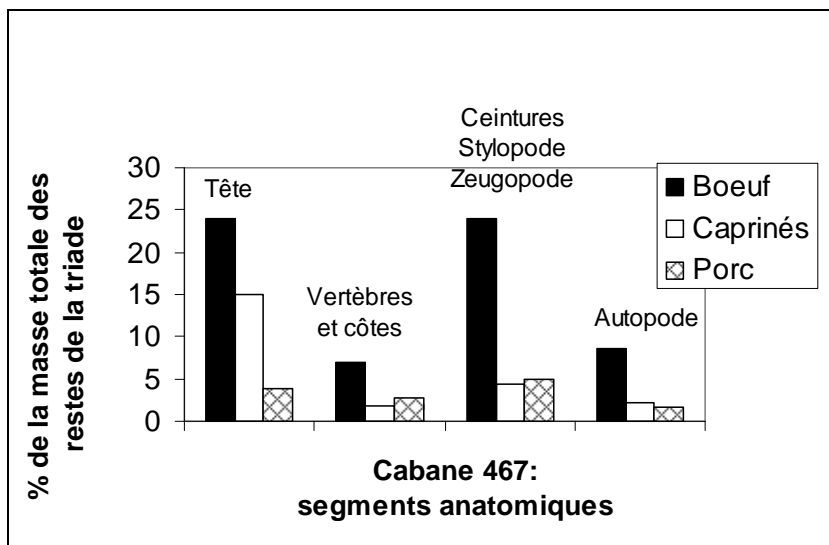 % de la masse totale des
restes de la triade
30
25
20
15
10
5
0
Tête
Vertèbres
et côtes
Ceintures
Stylopode
Zeugopode
Autopode
Boeuf
Caprinés
Porc
Cabane 467:
segments anatomiques